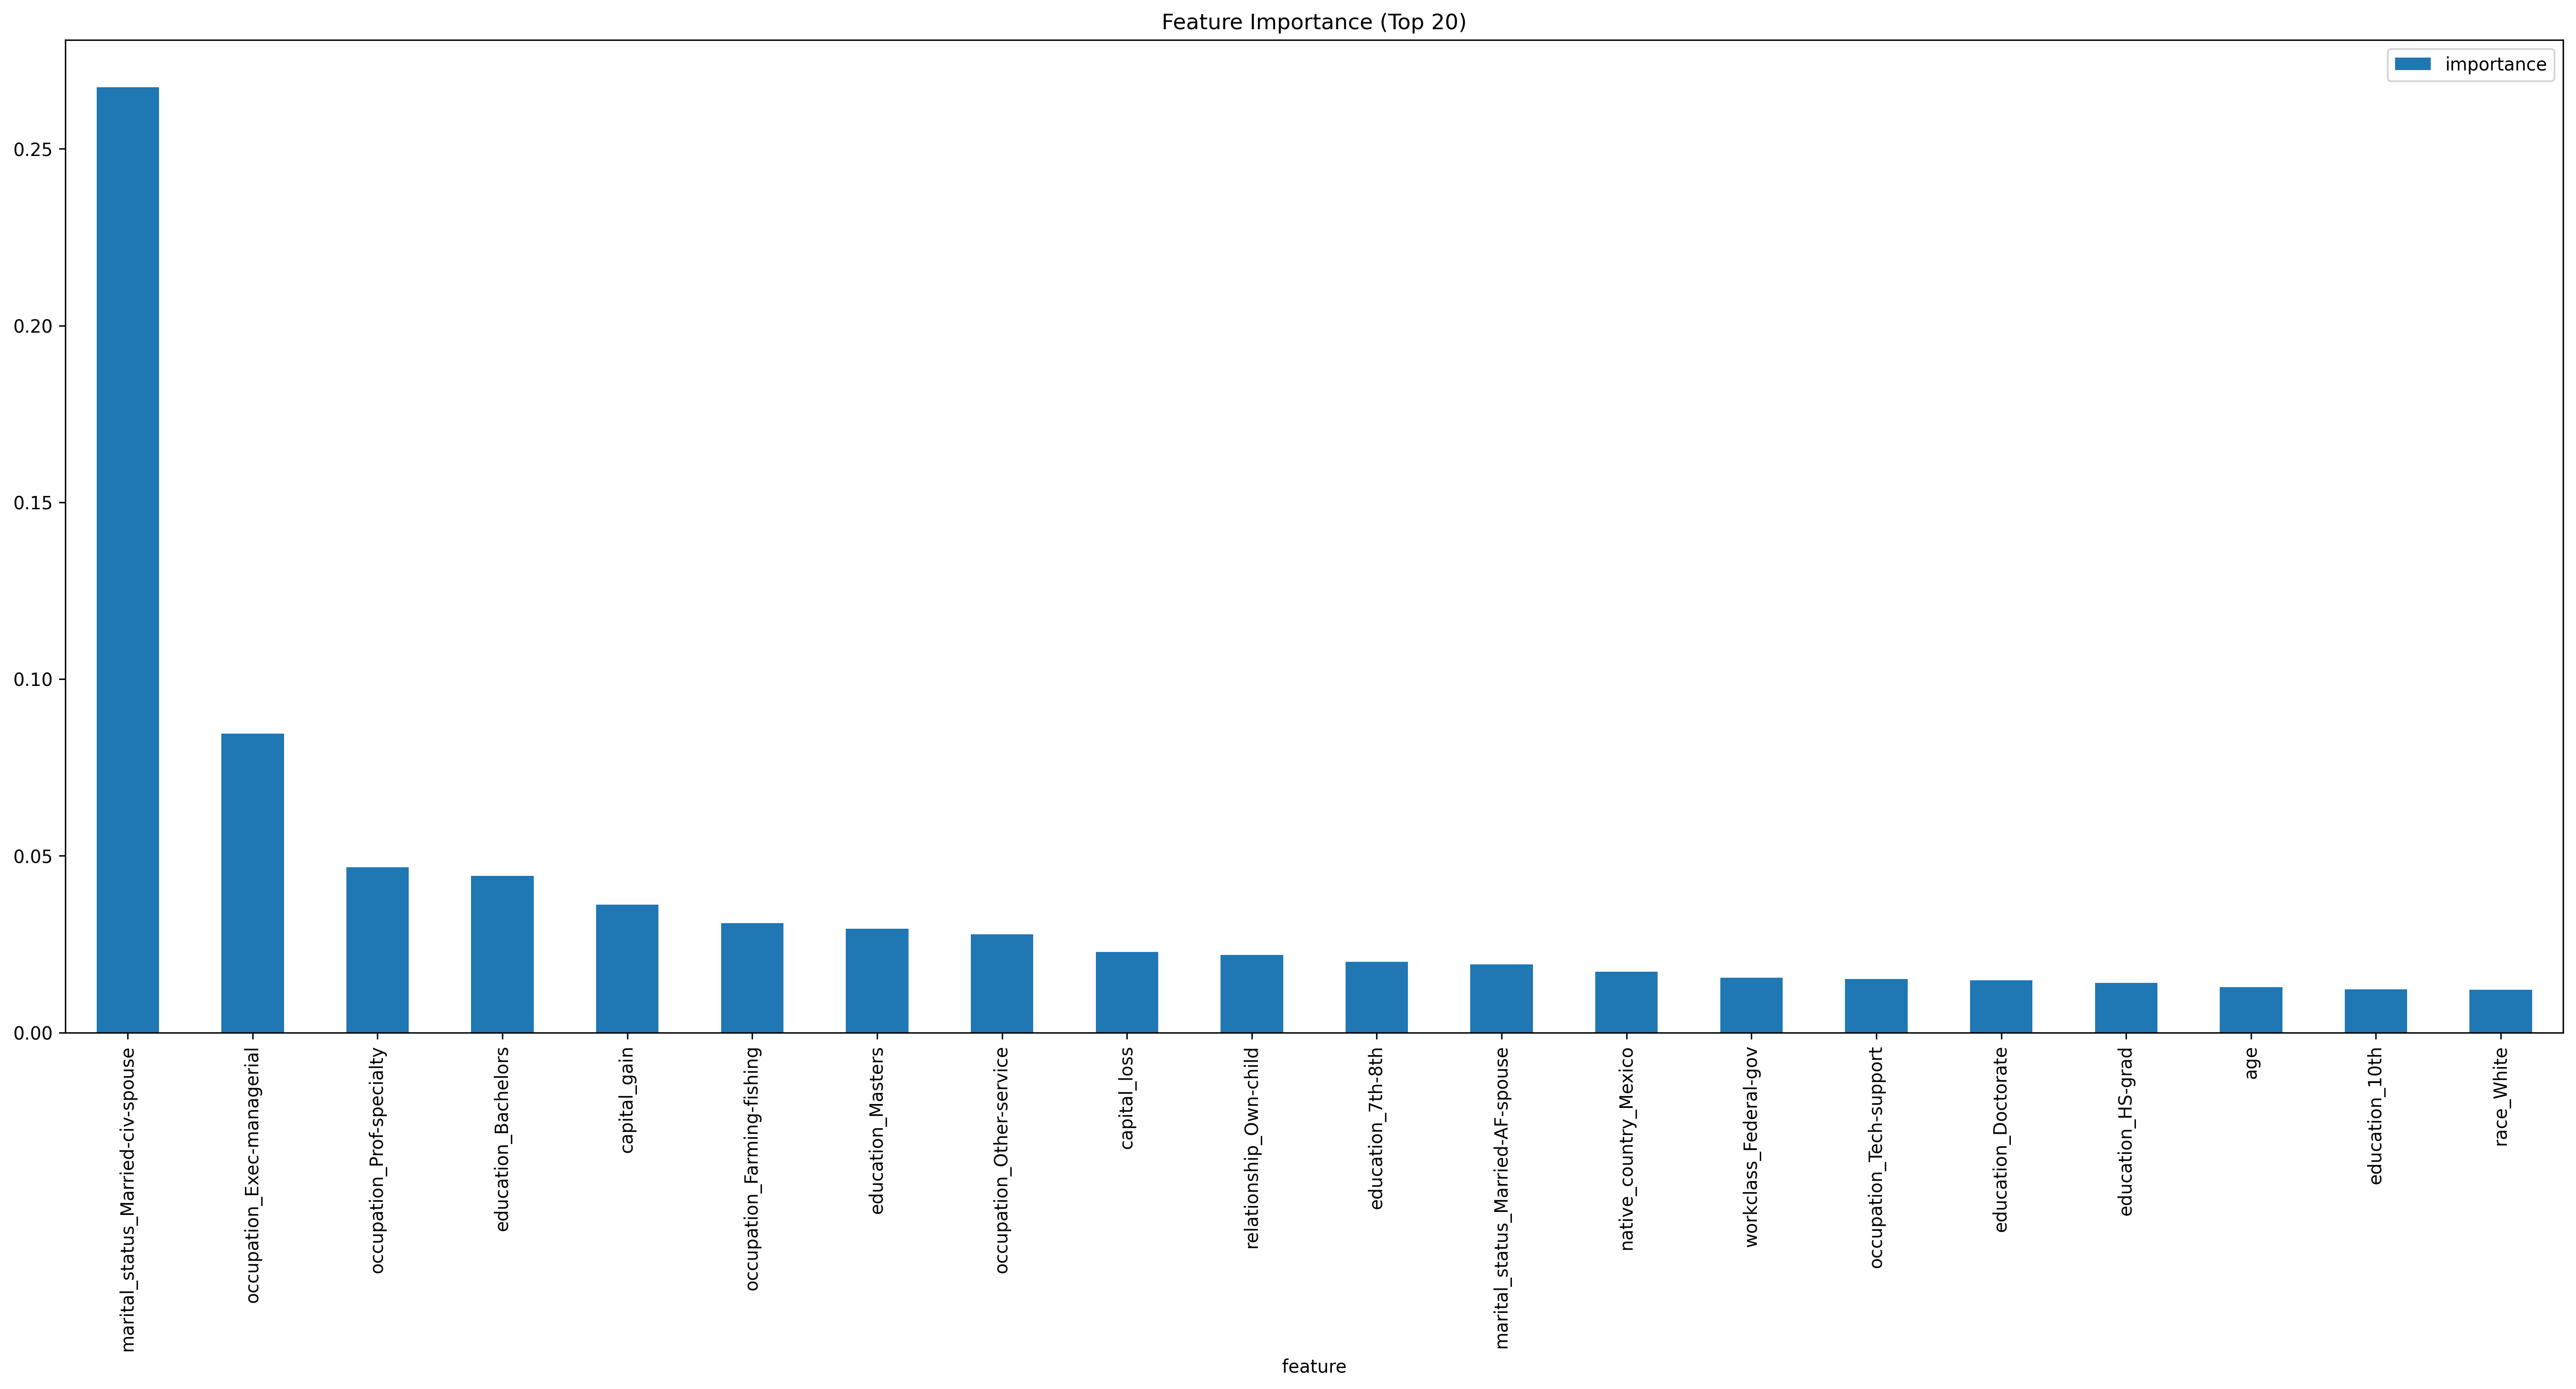 Feature Importance (Top 20)
importance
0.25
0.20
0.15
0.10
0.05
0.00
marital_status_Married-civ-spouse
occupation_Exec-managerial
occupation_Prof-specialty
education_Bachelors
capital_gain
occupation_Farming-fishing
education_Masters
occupation_Other-service
capital_loss
relationship_Own-child
education_7th-8th
marital_status_Married-AF-spouse
native_country_Mexico
workclass_Federal-gov
occupation_Tech-support
education_Doctorate
education_HS-grad
age
education_10th
race_White
feature